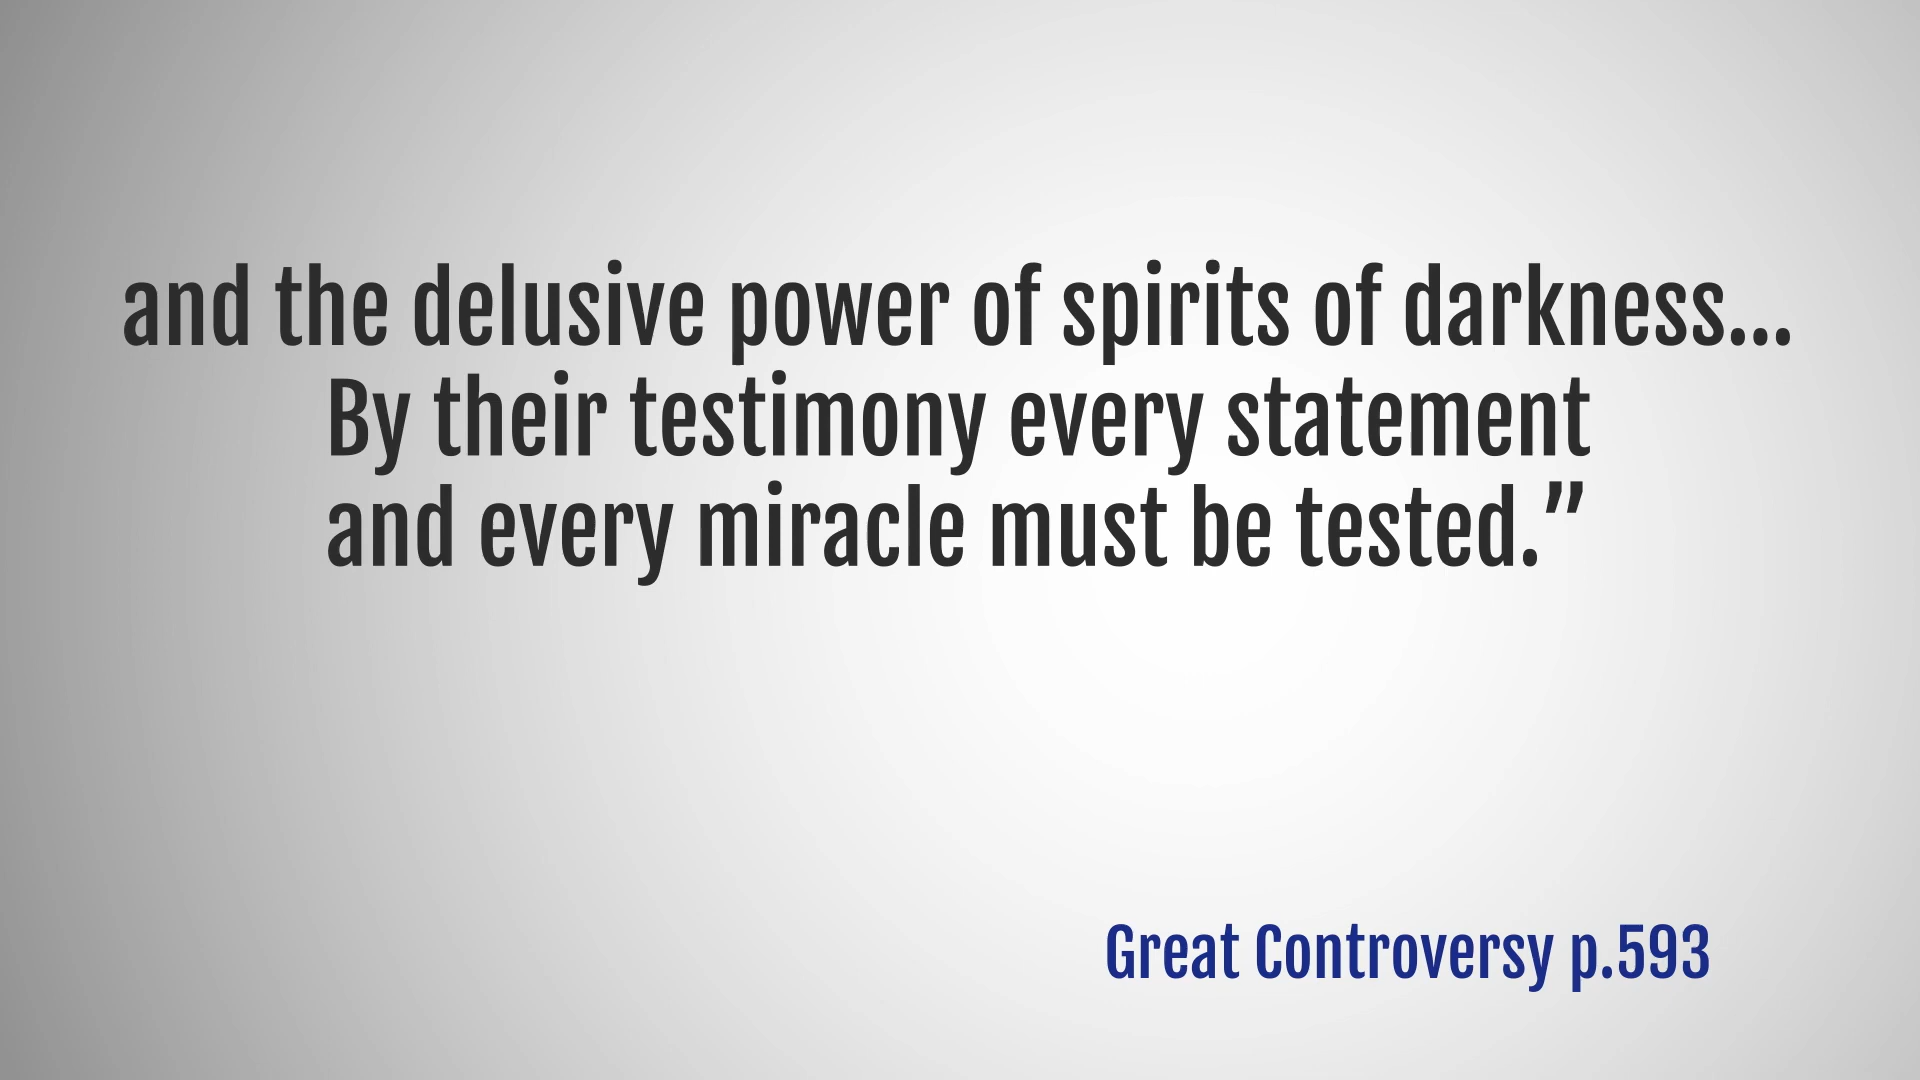 and the delusive power of spirits of darkness...
By their testimony every statement
and every miracle must be tested.”
Great Controversy p.593